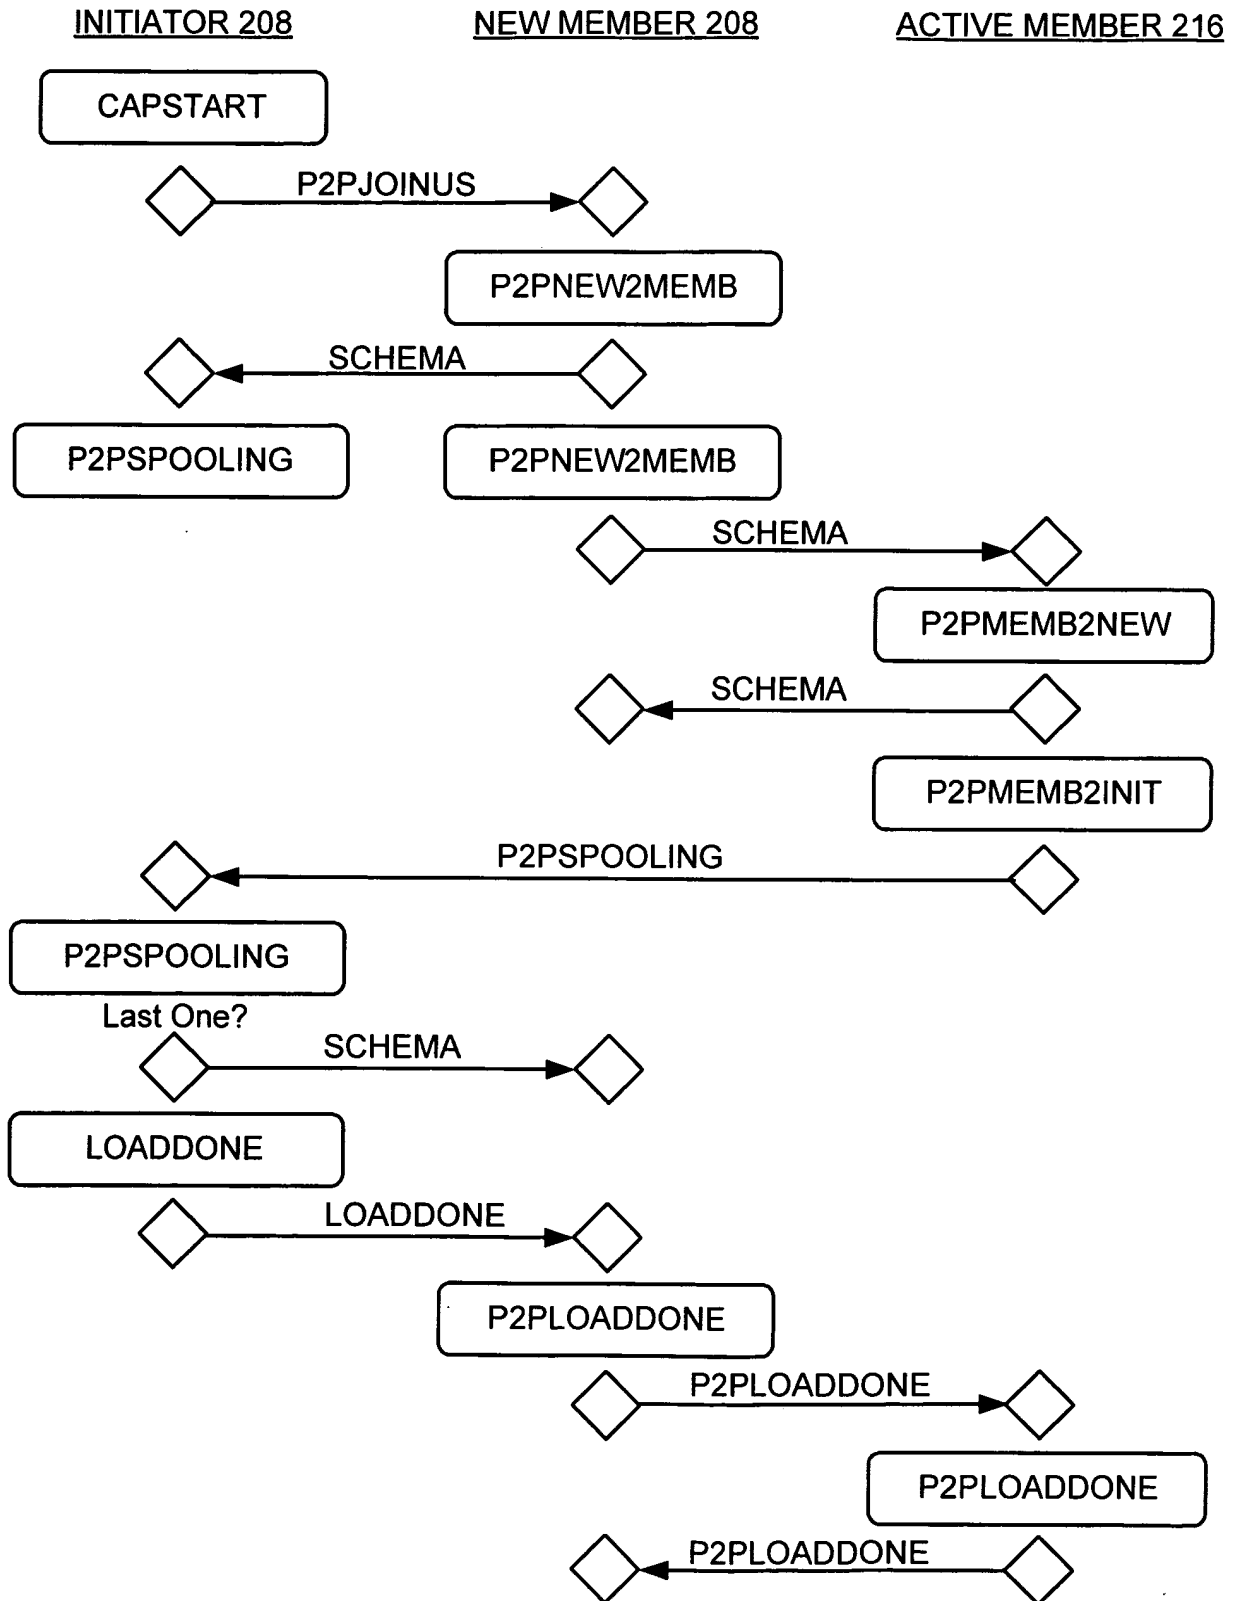 INITIATOR 208
NEW MEMBER 208
ACTIVE MEMBER 216
CAPSTART
P2PJOINUS
P2PNEW2MEMB
SCHEMA
P2PSPOOLING
P2PNEW2MEMB
SCHEMA
P2PMEMB2NEW
SCHEMA
P2PMEMB2INIT
P2PSPOOLING
P2PSPOOLING
Last One?
SCHEMA
LOADDONE
LOADDONE
P2PLOADDONE
P2PLOADDONE
P2PLOADDONE
P2PLOADDONE